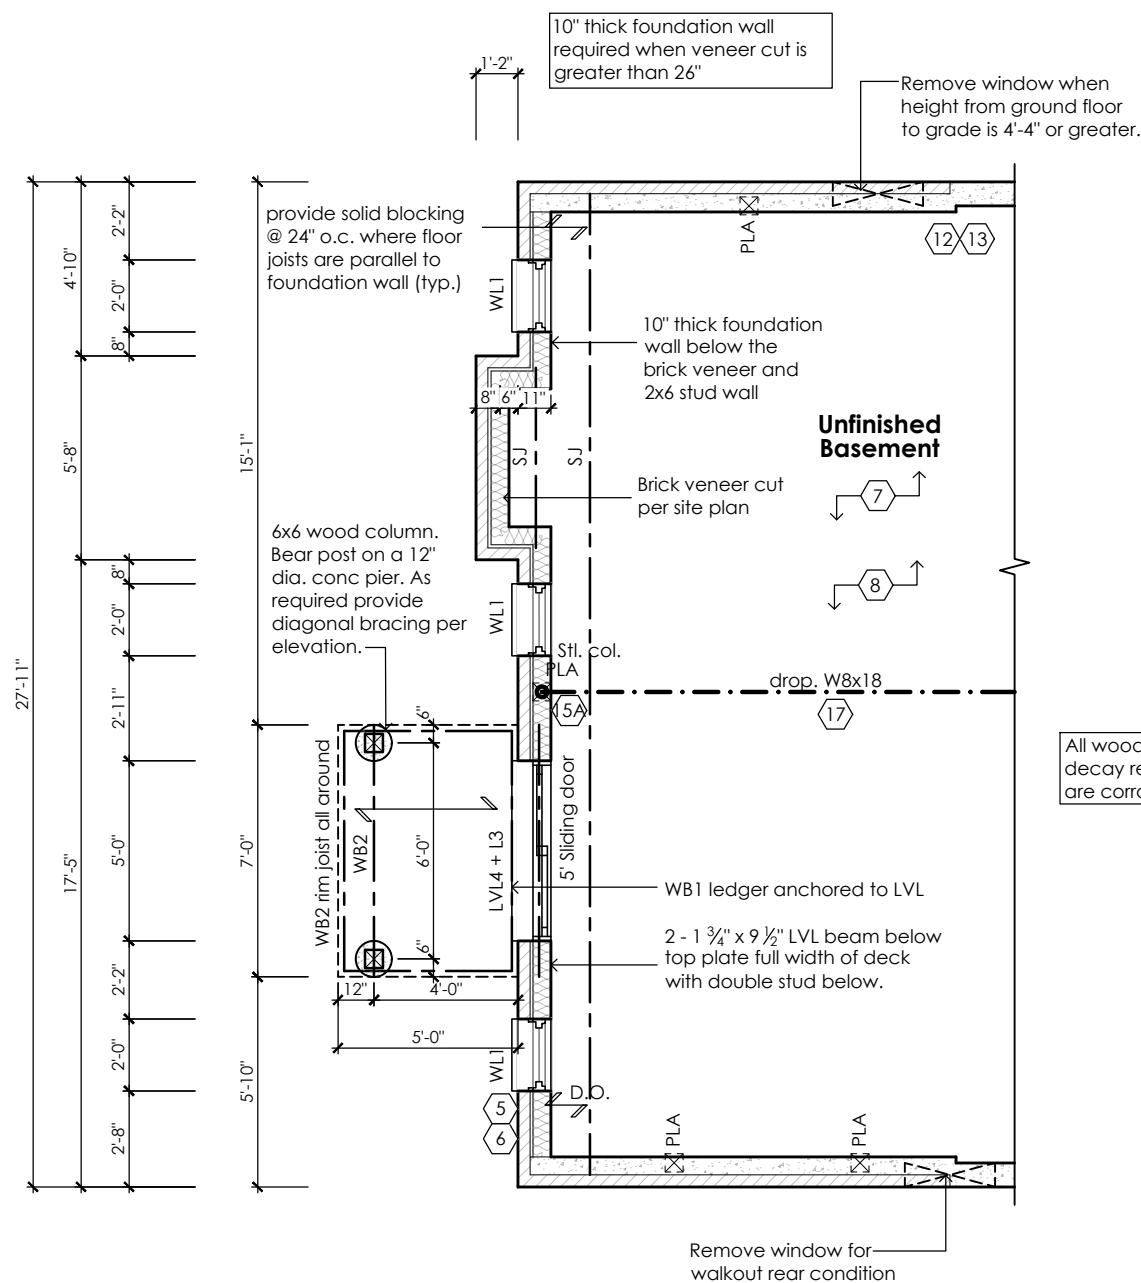 10" thick foundation wall
required when veneer cut is
greater than 26"
1'-2"
Remove window when
height from ground floor
to grade is 4'-4" or greater.
provide solid blocking
@ 24" o.c. where floor
joists are parallel to
foundation wall (typ.)
PLA
12
13
WL1
10" thick foundation
wall below the
brick veneer and
2x6 stud wall
8"
6"
11"
Unfinished
Basement
SJ
SJ
7
Brick veneer cut
per site plan
6x6 wood column.
Bear post on a 12"
dia. conc pier. As
required provide
diagonal bracing per
elevation.
8
WL1
Stl. col.
PLA
15A
drop. W8x18
17
All wood
decay re
are corro
27'-11"
4'-10"
5'-8"
17'-5"
2'-2"
2'-0"
8"
8"
2'-0"
2'-11"
5'-0"
2'-2"
2'-0"
2'-8"
15'-1"
7'-0"
5'-10"
WB2 rim joist all around
WB2
6"
6'-0"
6"
LVL4 + L3
5' Sliding door
WB1 ledger anchored to LVL
2 - 1 ¾" x 9 ½" LVL beam below
top plate full width of deck
with double stud below.
12"
4'-0"
5'-0"
WL1
D.O.
5
6
PLA
PLA
Remove window for
walkout rear condition